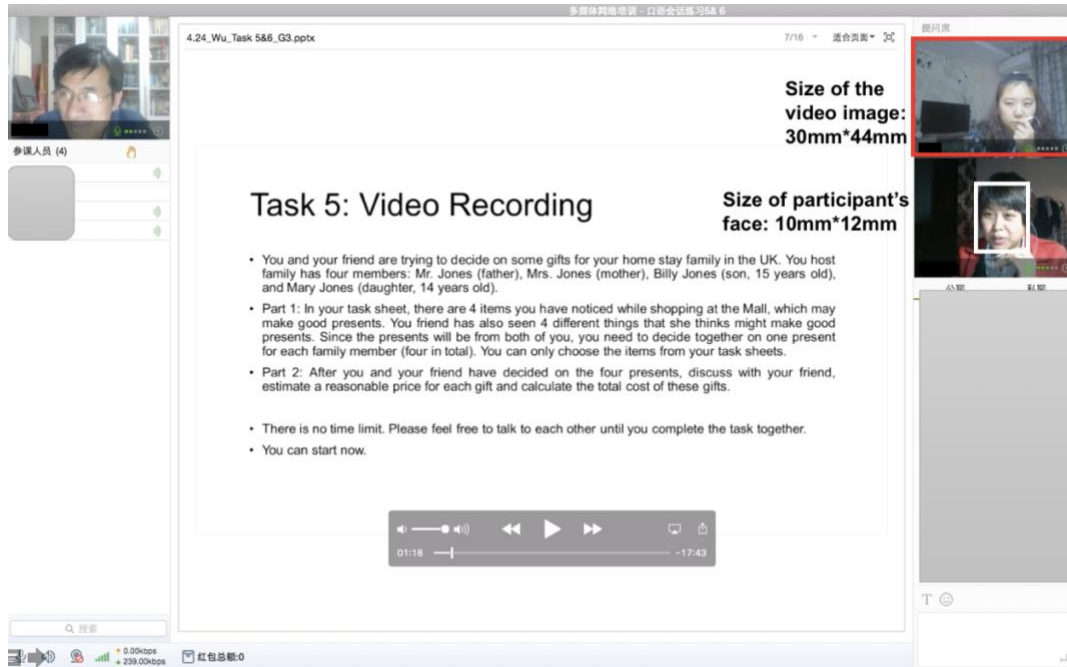 多媒体网络培训 - 口语会话练习5& 6
4.24_Wu_Task 5&6_G3.pptx
7/16
适合页面
提问席
参课人员 (4)
Size of the
video image:
30mm*44mm
Size of participant's
face: 10mm*12mm
Task 5: Video Recording
• You and your friend are trying to decide on some gifts for your home stay family in the UK. You host
family has four members: Mr. Jones (father), Mrs. Jones (mother), Billy Jones (son, 15 years old),
and Mary Jones (daughter, 14 years old).
• Part 1: In your task sheet, there are 4 items you have noticed while shopping at the Mall, which may
make good presents. You friend has also seen 4 different things that she thinks might make good
presents. Since the presents will be from both of you, you need to decide together on one present
for each family member (four in total). You can only choose the items from your task sheets.
• Part 2: After you and your friend have decided on the four presents, discuss with your friend,
estimate a reasonable price for each gift and calculate the total cost of these gifts.
• There is no time limit. Please feel free to talk to each other until you complete the task together.
• You can start now.
01:18
-17:43
公聊
私聊
搜索
0.00kbps
239.00kbps
红包总额:0
T